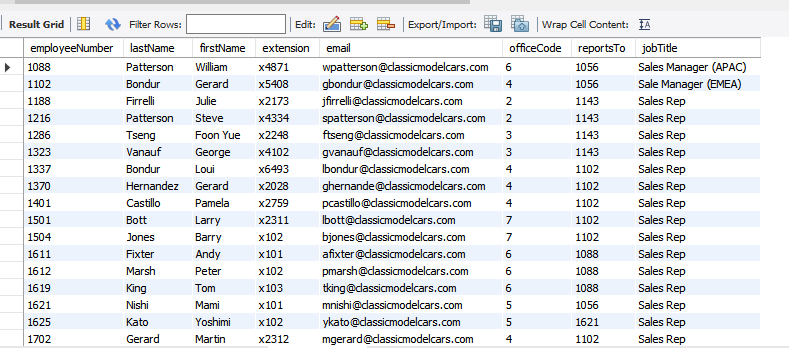 Result Grid Filter Rows: Edit: Export/Import: Wrap Cell Content: IA
employeeNumber lastName firstName extension email officeCode reportsTo jobTitle
1088 Patterson William x4871 wpatterson@classicmodelcars.com 6 1056 Sales Manager (APAC)
1102 Bondur Gerard x5408 gbondur@classicmodelcars.com 4 1056 Sale Manager (EMEA)
1188 Firrelli Julie x2173 jfirrelli@classicmodelcars.com 2 1143 Sales Rep
1216 Patterson Steve x4334 spatterson@classicmodelcars.com 2 1143 Sales Rep
1286 Tseng Foon Yue x2248 ftseng@classicmodelcars.com 3 1143 Sales Rep
1323 Vanauf George x4102 gvanauf@classicmodelcars.com 3 1143 Sales Rep
1337 Bondur Loui x6493 lbondur@classicmodelcars.com 4 1102 Sales Rep
1370 Hernandez Gerard x2028 ghernande@classicmodelcars.com 4 1102 Sales Rep
1401 Castillo Pamela x2759 pcastillo@classicmodelcars.com 4 1102 Sales Rep
1501 Bott Larry x2311 lbott@classicmodelcars.com 7 1102 Sales Rep
1504 Jones Barry x102 bjones@classicmodelcars.com 7 1102 Sales Rep
1611 Fixter Andy x101 afixter@classicmodelcars.com 6 1088 Sales Rep
1612 Marsh Peter x102 pmarsh@classicmodelcars.com 6 1088 Sales Rep
1619 King Tom x103 tking@classicmodelcars.com 6 1088 Sales Rep
1621 Nishi Mami x101 mnishi@classicmodelcars.com 5 1056 Sales Rep
1625 Kato Yoshimi x102 ykato@classicmodelcars.com 5 1621 Sales Rep
1702 Gerard Martin x2312 mgerard@classicmodelcars.com 4 1102 Sales Rep